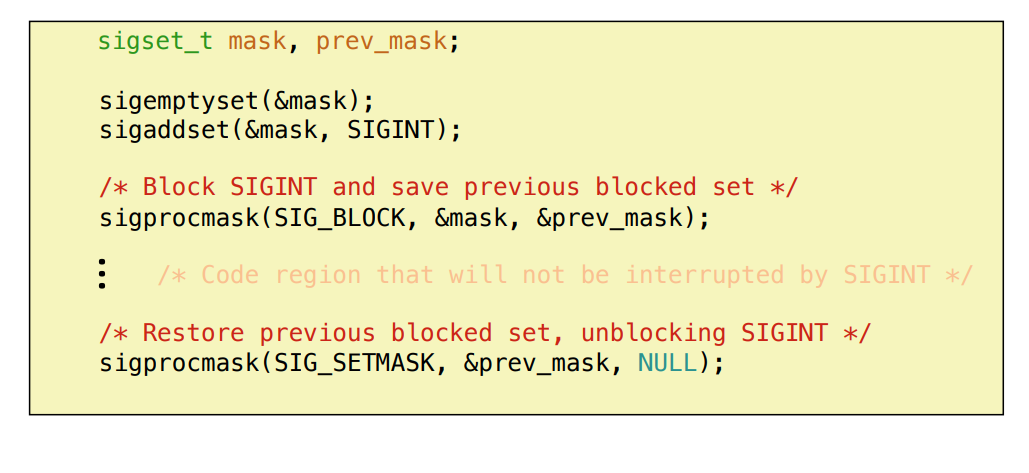 sigset_t mask, prev_mask;
sigemptyset(&mask);
sigaddset(&mask, SIGINT);
/* Block SIGINT and save previous blocked set */
sigprocmask(SIG_BLOCK, &mask, &prev_mask);
⋮ /* Code region that will not be interrupted by SIGINT */
/* Restore previous blocked set, unblocking SIGINT */
sigprocmask(SIG_SETMASK, &prev_mask, NULL);